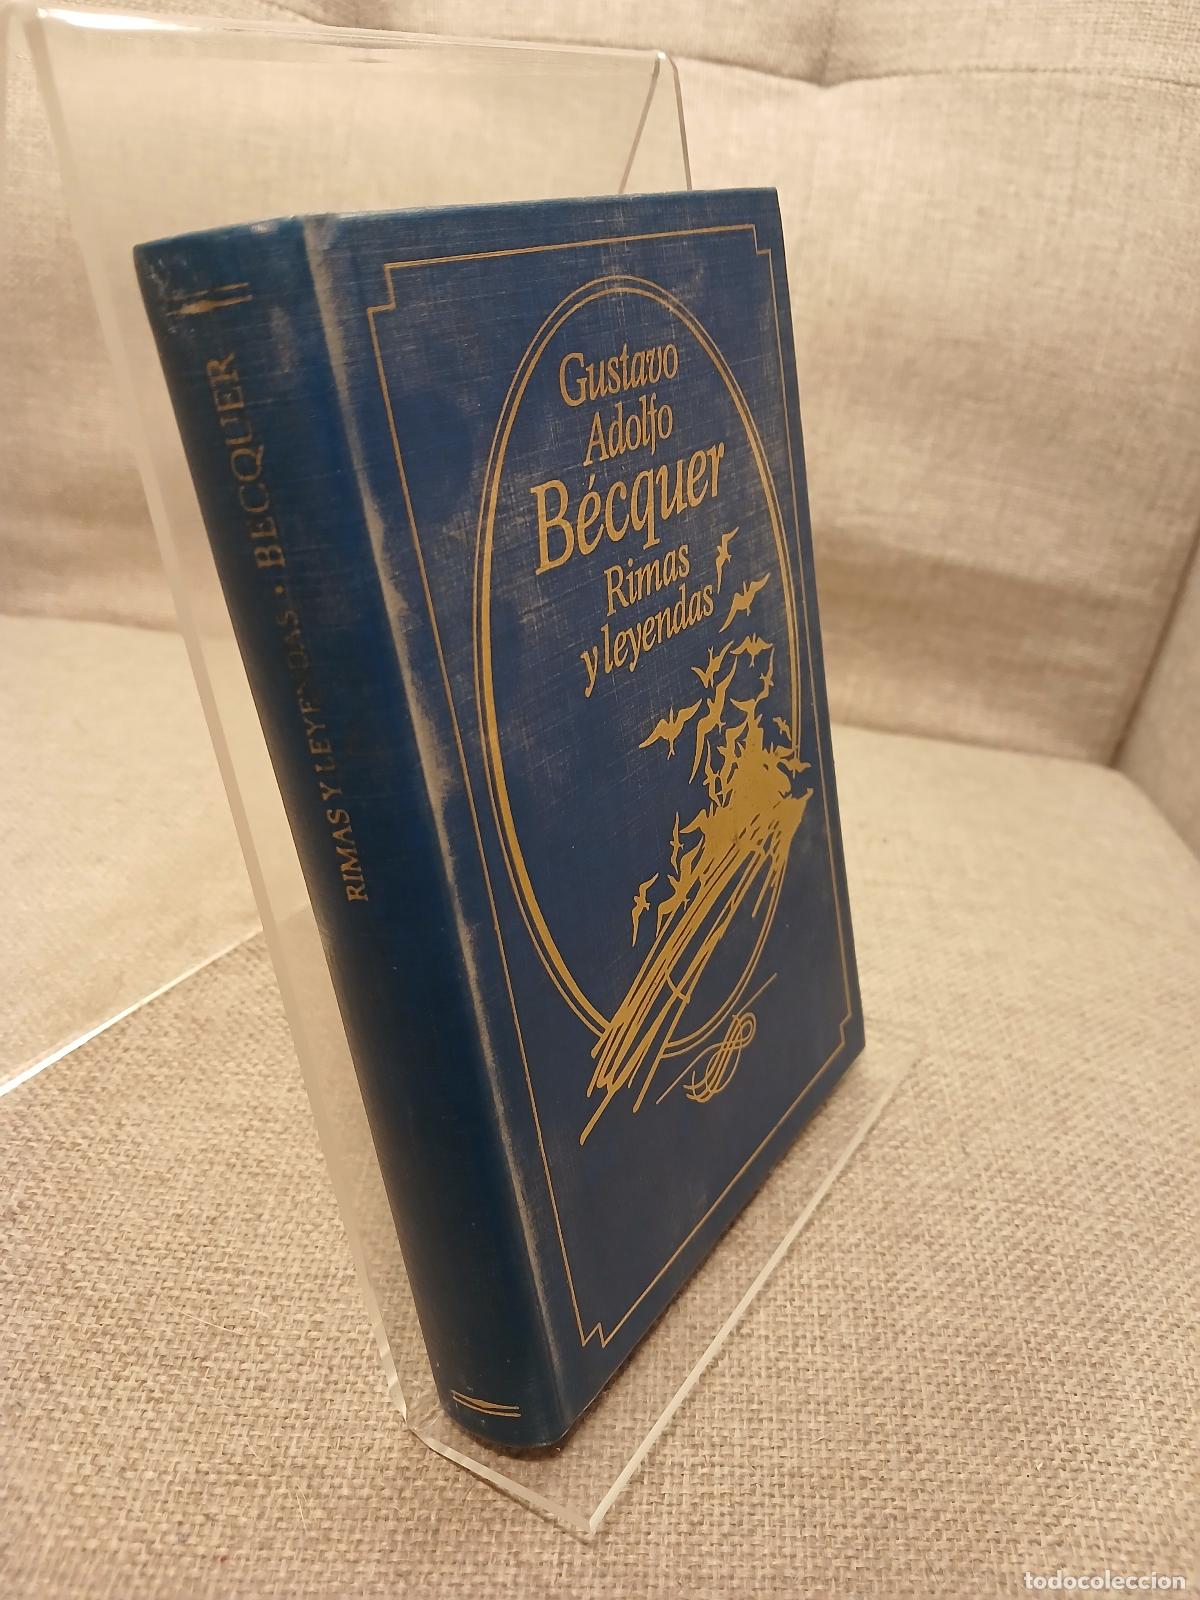 Gustavo
Adolfo
Bécquer
Rimas
y leyendas
RIMAS Y LEYENDAS · BECQUER
todocoleccion